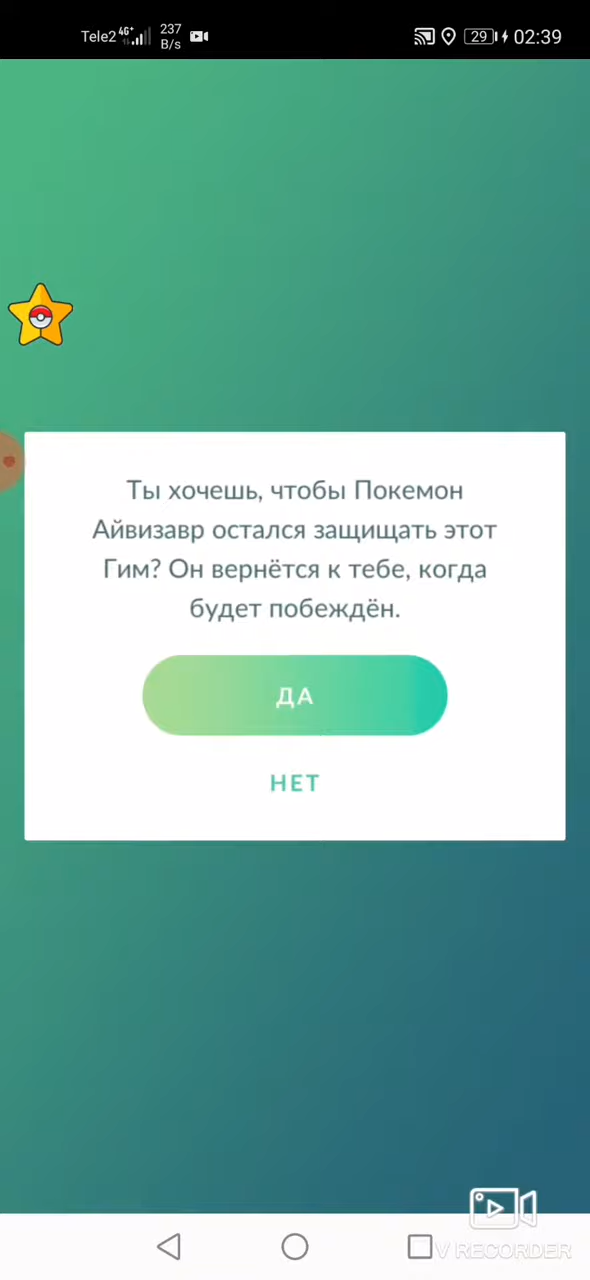 Tele2 4G+ 237 B/s 29 02:39
Ты хочешь, чтобы Покемон
Айвизавр остался защищать этот
Гим? Он вернётся к тебе, когда
будет побеждён.
ДА
НЕТ
V RECORDER